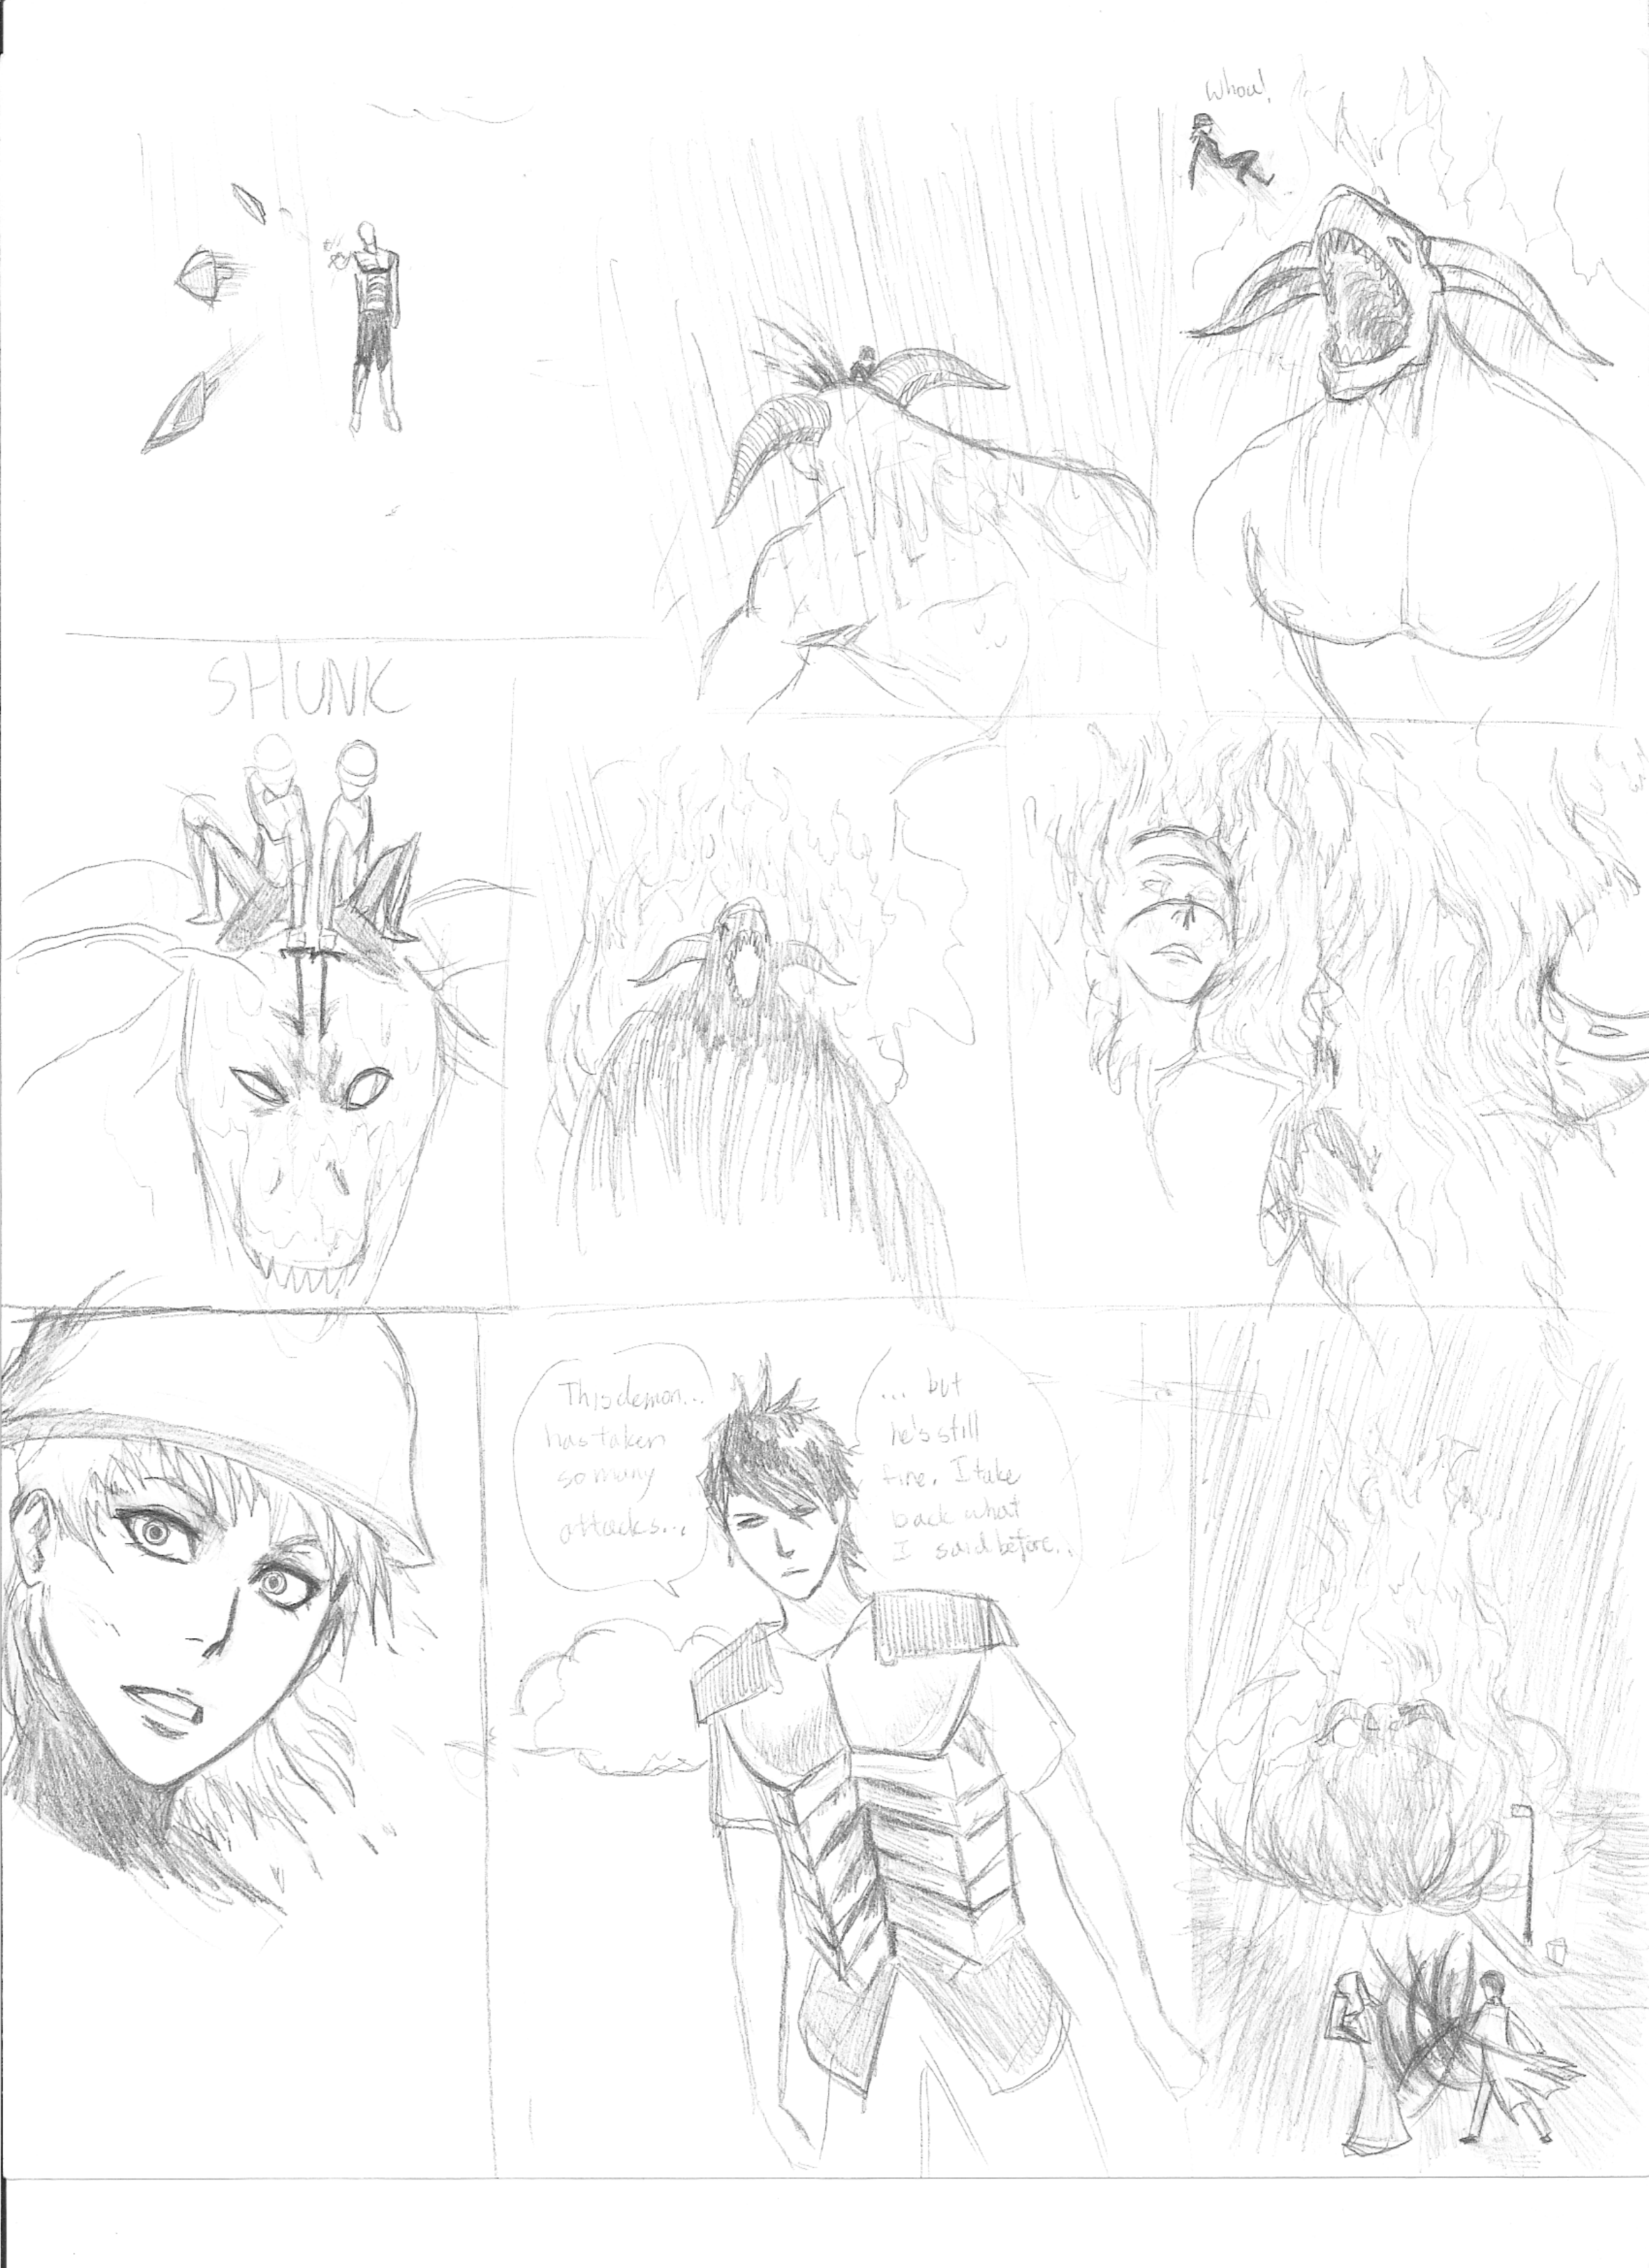 Whoa!
SHUNK
This demon...
has taken
so many
attacks...
... but
he's still
fine. I take
back what
I said before..